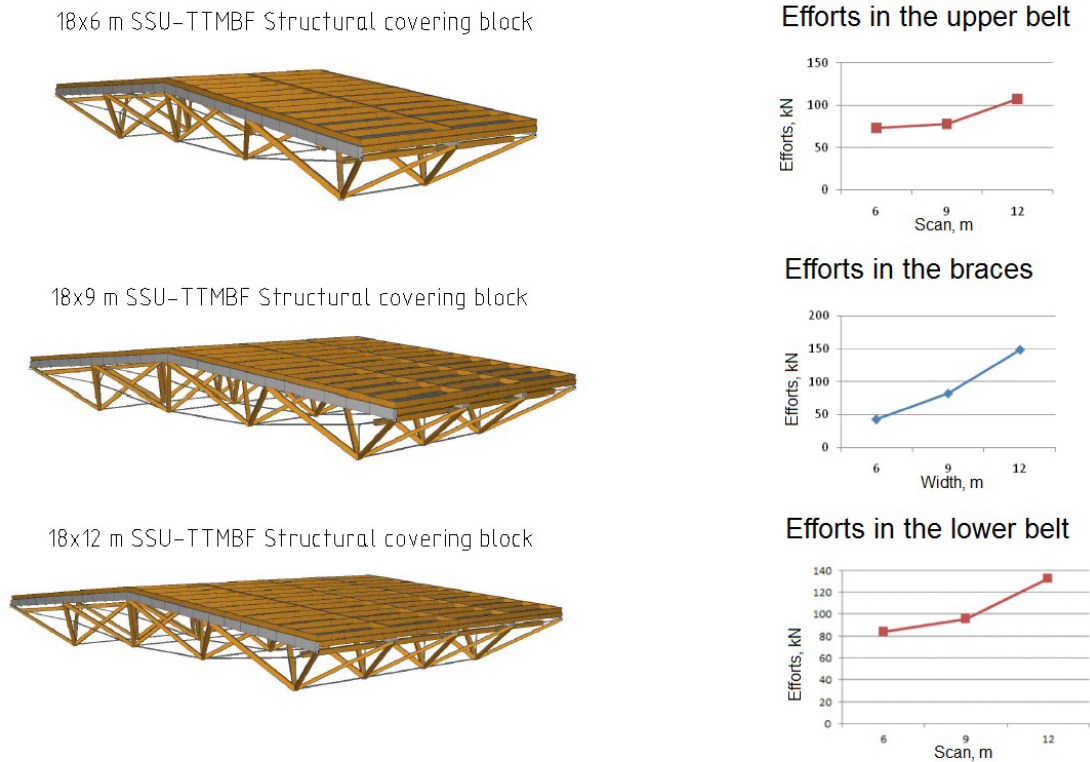 18x6 m SSU-TTMBF Structural covering block
Efforts in the upper belt
150
100
50
0
Efforts, kN
6
9
12
Scan, m
18x9 m SSU-TTMBF Structural covering block
Efforts in the braces
200
150
100
50
0
Efforts, kN
6
9
12
Width, m
18x12 m SSU-TTMBF Structural covering block
Efforts in the lower belt
140
120
100
80
60
40
20
0
Efforts, kN
6
9
12
Scan, m